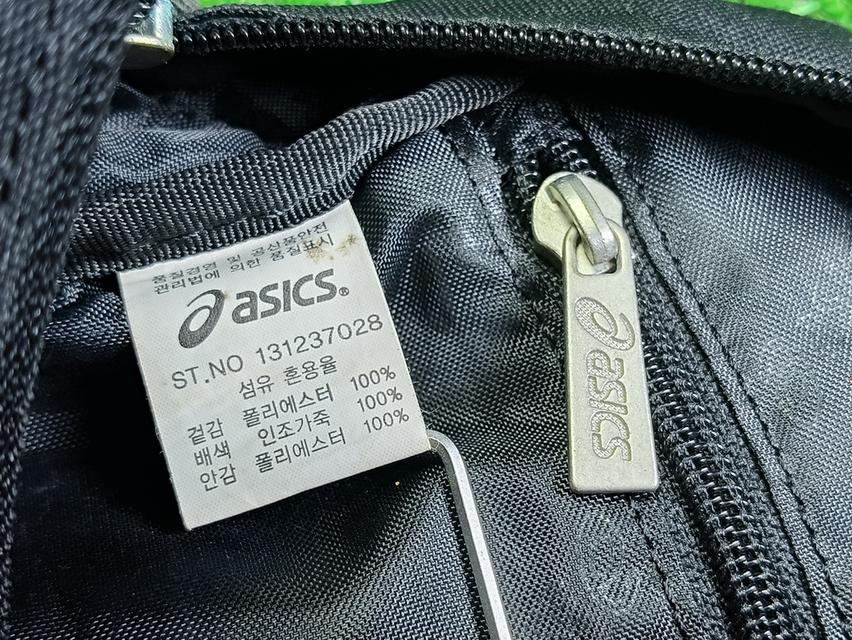 품질경영 및 공산품안전
관리법에 의한 품질표시
asics®
ST.NO 131237028
섬유 혼용율
겉감 폴리에스터 100%
배색 인조가죽 100%
안감 폴리에스터 100%
asics